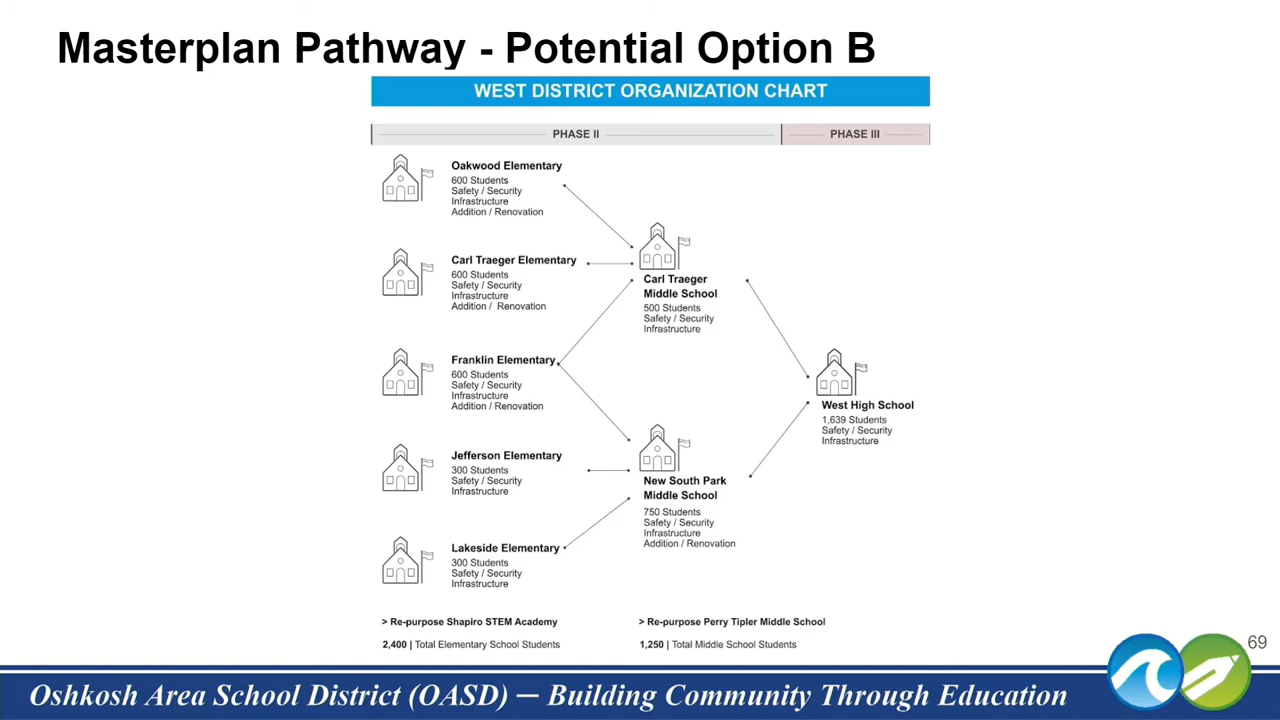 Masterplan Pathway - Potential Option B
WEST DISTRICT ORGANIZATION CHART
PHASE II
PHASE III
Oakwood Elementary
600 Students
Safety / Security
Infrastructure
Addition / Renovation
Carl Traeger Elementary
600 Students
Safety / Security
Infrastructure
Addition / Renovation
Franklin Elementary
600 Students
Safety / Security
Infrastructure
Addition / Renovation
Jefferson Elementary
300 Students
Safety / Security
Infrastructure
Lakeside Elementary
300 Students
Safety / Security
Infrastructure
Carl Traeger
Middle School
500 Students
Safety / Security
Infrastructure
New South Park
Middle School
750 Students
Safety / Security
Infrastructure
Addition / Renovation
West High School
1,639 Students
Safety / Security
Infrastructure
> Re-purpose Shapiro STEM Academy
2,400 | Total Elementary School Students
> Re-purpose Perry Tipler Middle School
1,250 | Total Middle School Students
69
Oshkosh Area School District (OASD) — Building Community Through Education